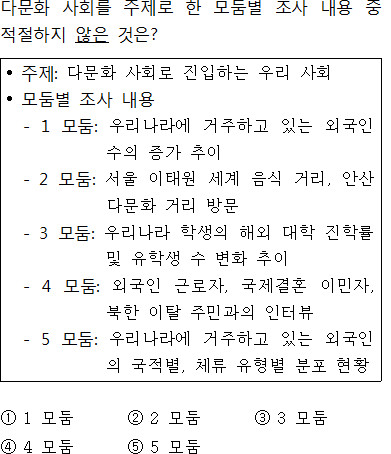 다문화 사회를 주제로 한 모둠별 조사 내용 중
적절하지 않은 것은?
• 주제: 다문화 사회로 진입하는 우리 사회
• 모둠별 조사 내용
- 1 모둠: 우리나라에 거주하고 있는 외국인
수의 증가 추이
- 2 모둠: 서울 이태원 세계 음식 거리, 안산
다문화 거리 방문
- 3 모둠: 우리나라 학생의 해외 대학 진학률
및 유학생 수 변화 추이
- 4 모둠: 외국인 근로자, 국제결혼 이민자,
북한 이탈 주민과의 인터뷰
- 5 모둠: 우리나라에 거주하고 있는 외국인
의 국적별, 체류 유형별 분포 현황
① 1 모둠 ② 2 모둠 ③ 3 모둠
④ 4 모둠 ⑤ 5 모둠